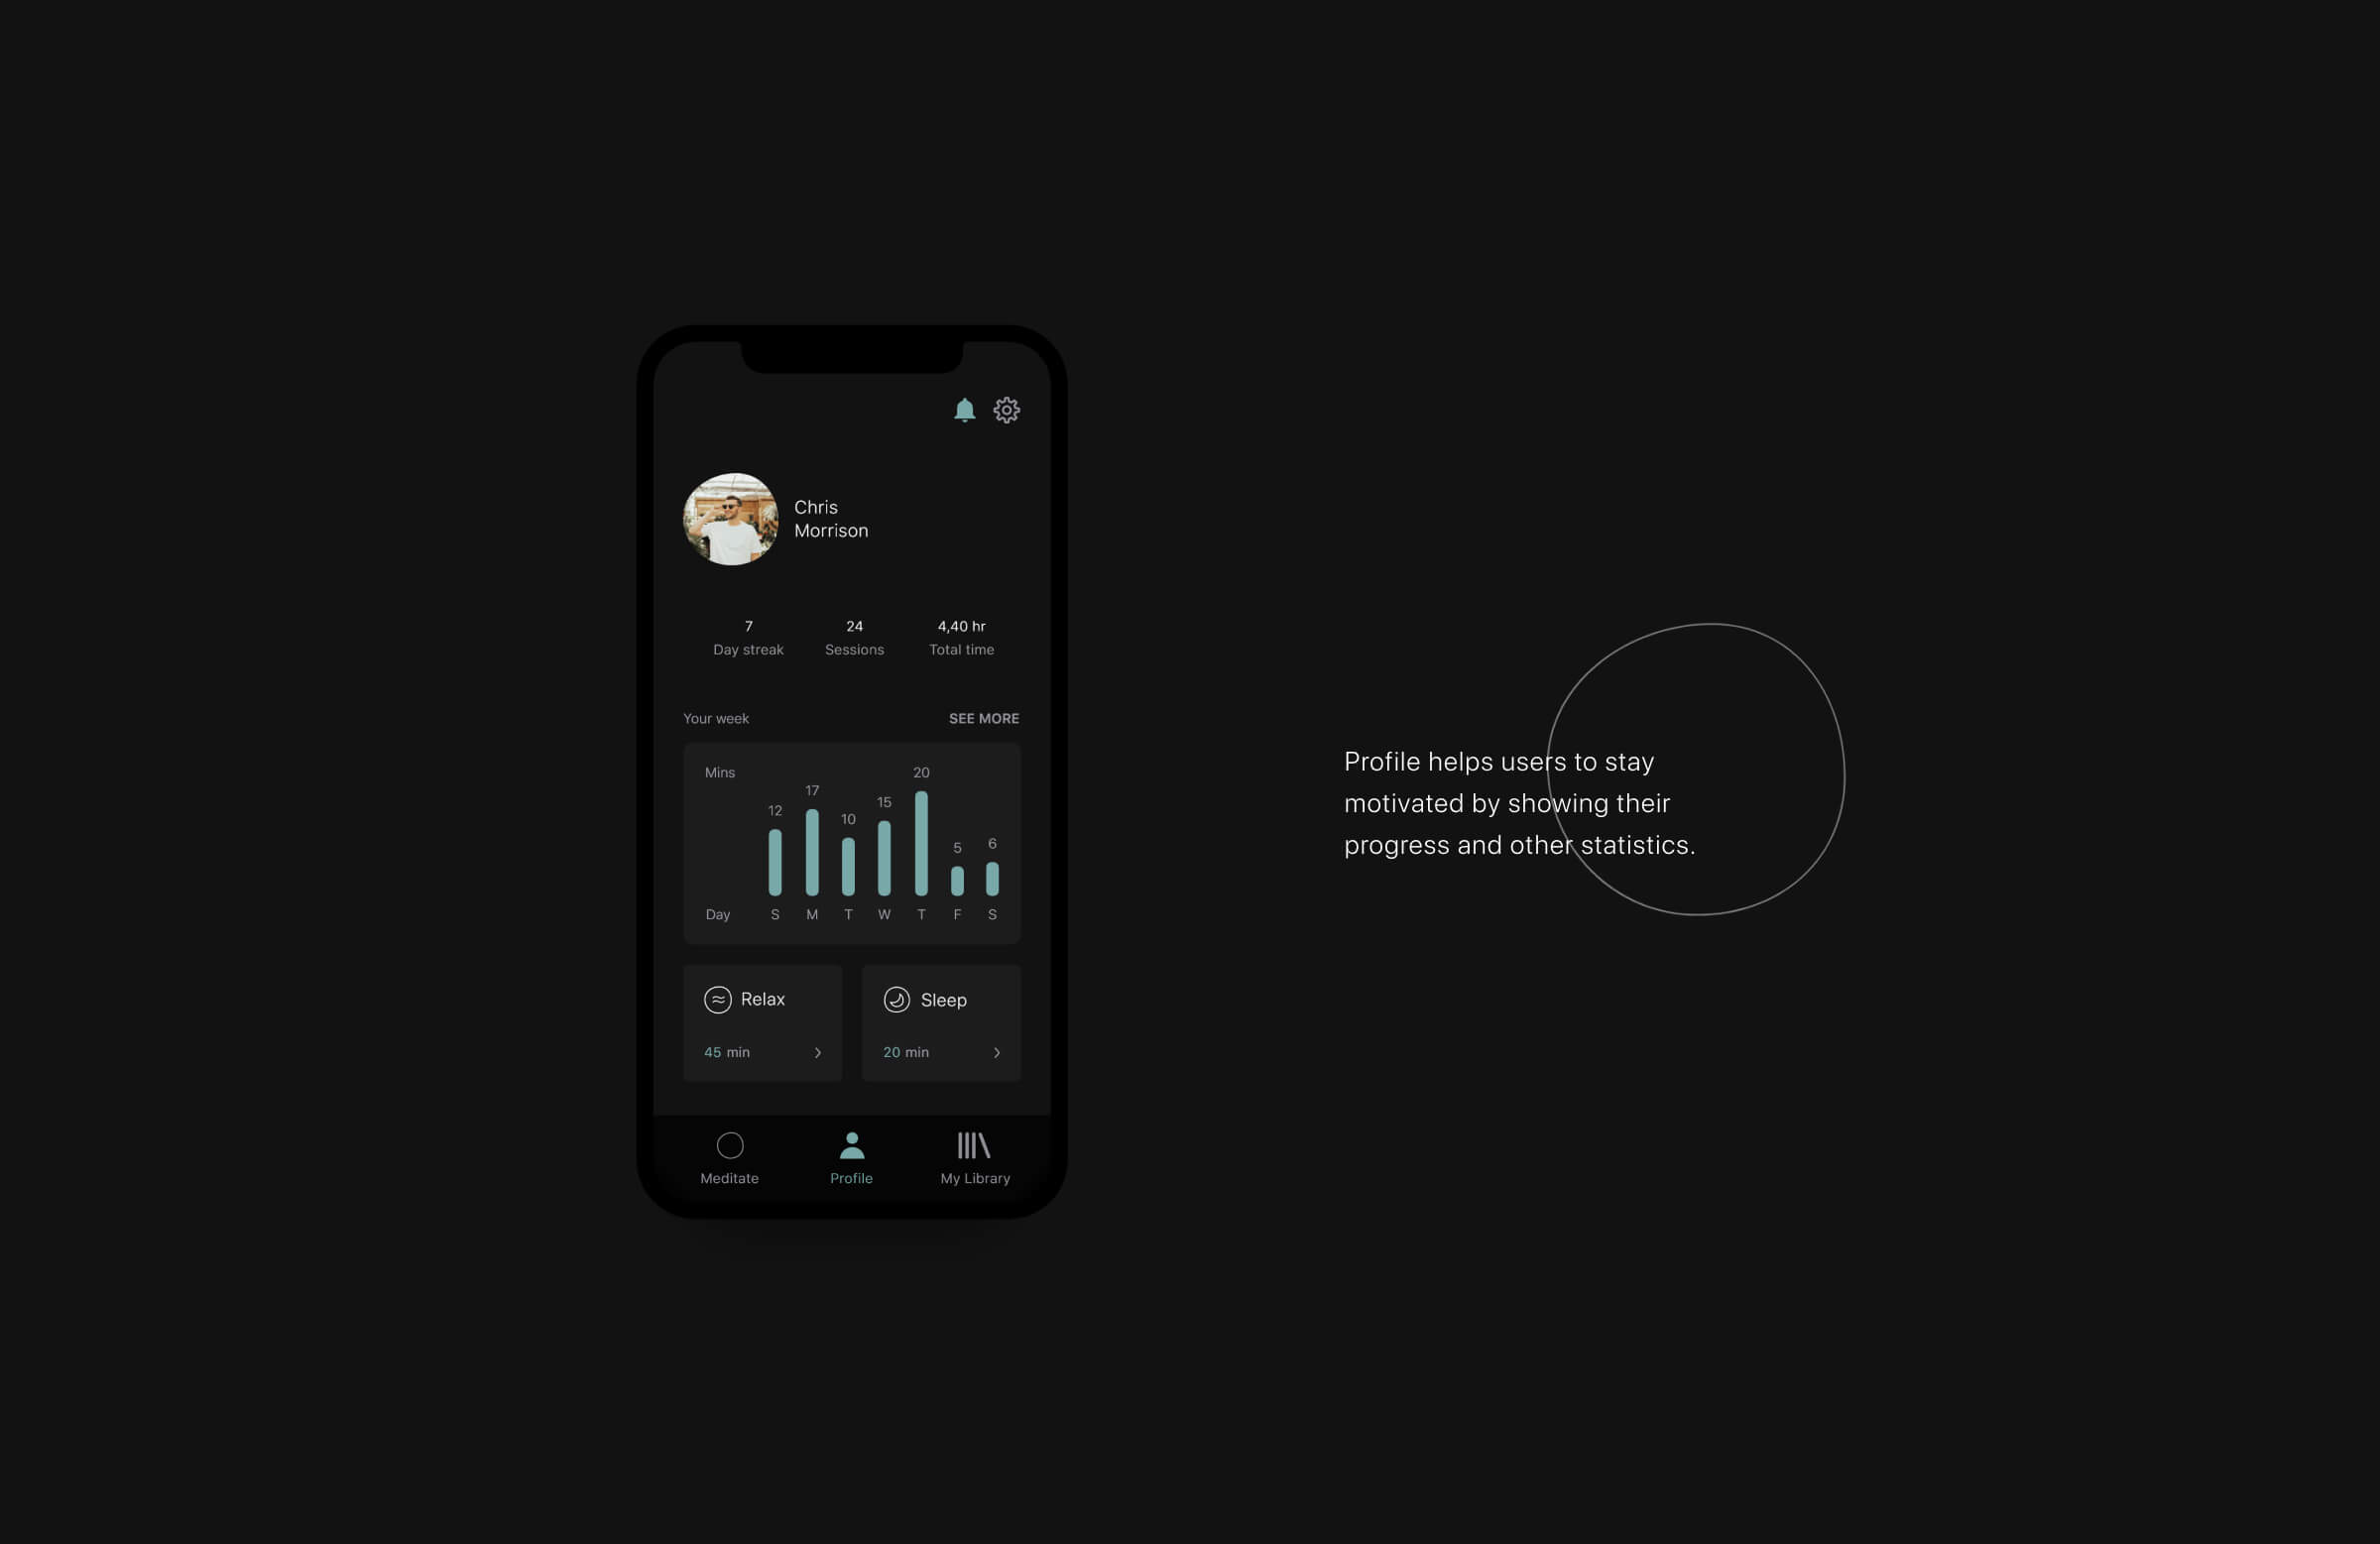 Chris
Morrison
7 24 4,40 hr
Day streak Sessions Total time
Your week SEE MORE
Mins
12 17 10 15 20 5 6
Day S M T W T F S
Relax Sleep
45 min 20 min
Meditate Profile My Library
Profile helps users to stay
motivated by showing their
progress and other statistics.